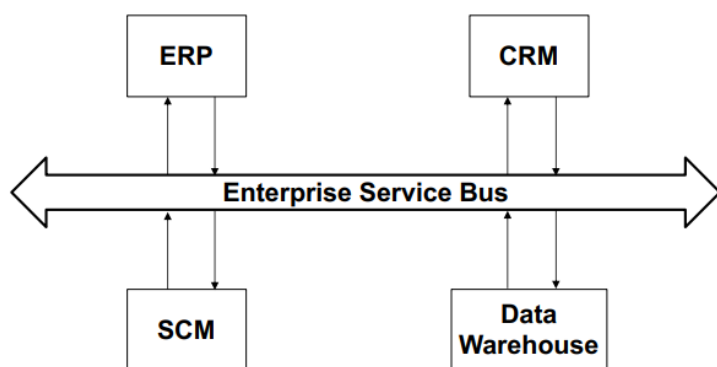 ERP
CRM
Enterprise Service Bus
SCM
Data
Warehouse